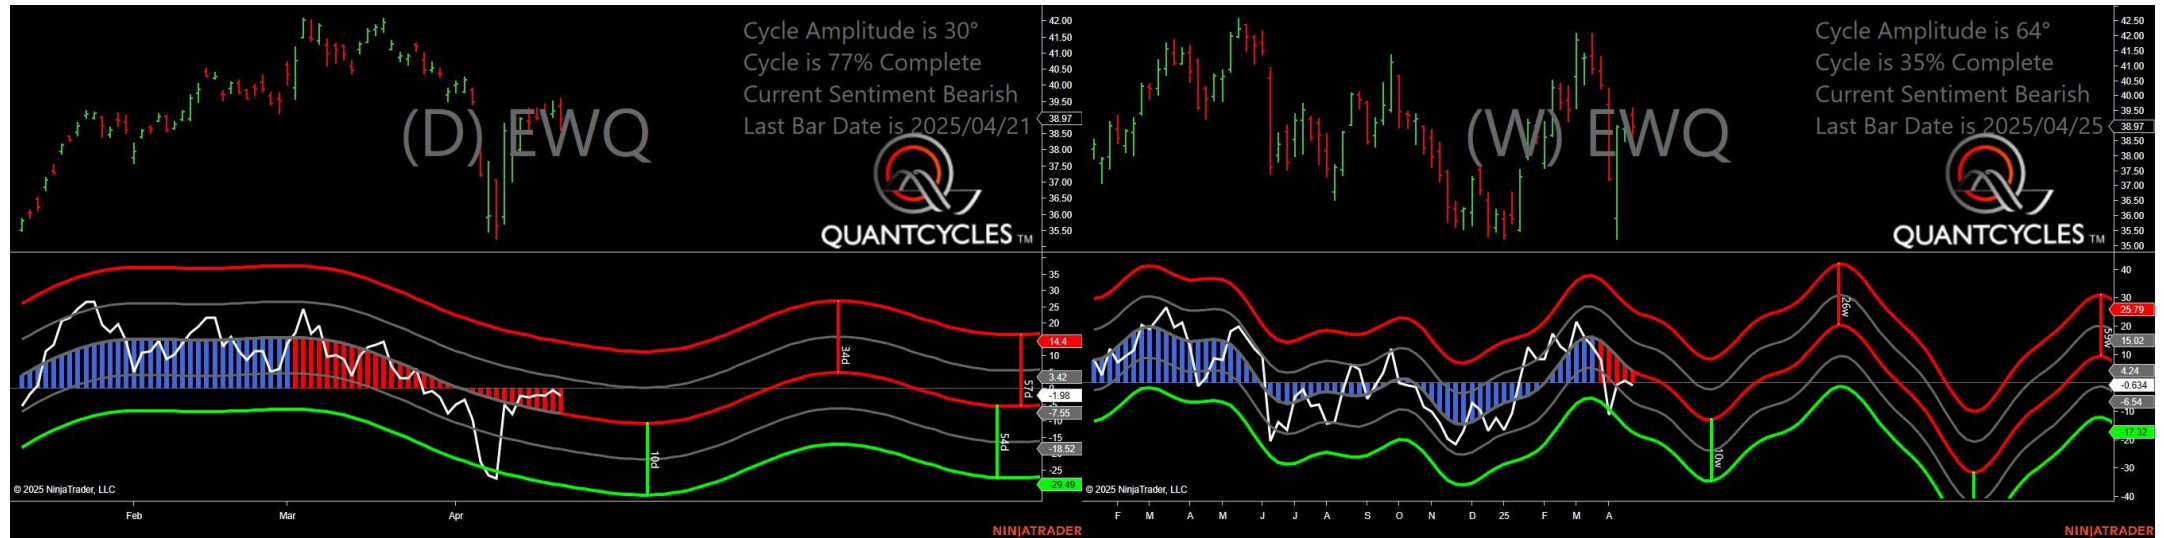 Cycle Amplitude is 30°
Cycle is 77% Complete
Current Sentiment Bearish
Last Bar Date is 2025/04/21
(D) EWQ
QUANTCYCLES TM
42.00
41.50
41.00
40.50
40.00
39.50
38.97
38.50
38.00
37.50
37.00
36.50
36.00
35.50
35
30
25
20
14.4
10
3.42
-1.98
-7.55
-10
-15
-18.52
-25
-29.49
10d
34d
54d
57d
© 2025 NinjaTrader, LLC
Feb Mar Apr
NINJATRADER
Cycle Amplitude is 64°
Cycle is 35% Complete
Current Sentiment Bearish
Last Bar Date is 2025/04/25
(W) EWQ
QUANTCYCLES TM
42.50
42.00
41.50
41.00
40.50
40.00
39.50
38.97
38.50
38.00
37.50
37.00
36.50
36.00
35.50
35.00
40
30
25.79
20
15.02
10
4.24
-0.634
-6.54
-10
-17.32
-20
-30
-40
10w
26w
© 2025 NinjaTrader, LLC
F M A M J J A S O N D 25 F M A
NINJATRADER